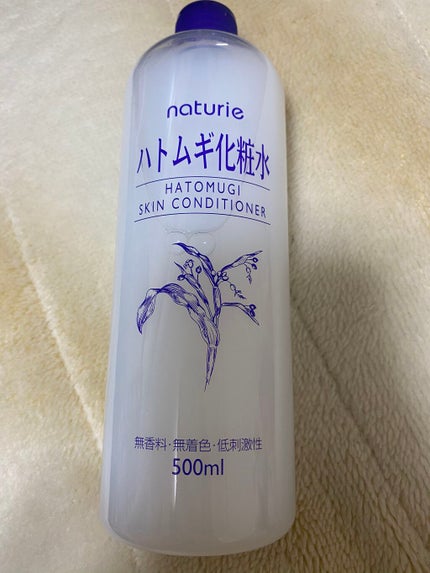 naturie
ハトムギ化粧水
HATOMUGI
SKIN CONDITIONER
無香料・無着色・低刺激性
500ml